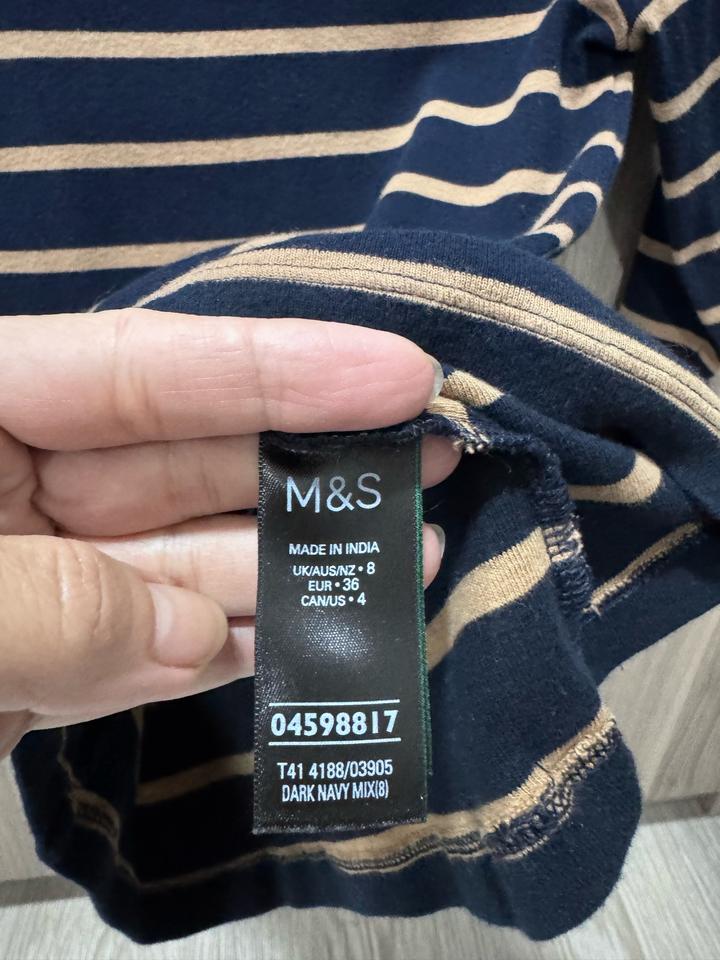 M&S
MADE IN INDIA
UK/AUS/NZ • 8
EUR • 36
CAN/US • 4
04598817
T41 4188/03905
DARK NAVY MIX(8)